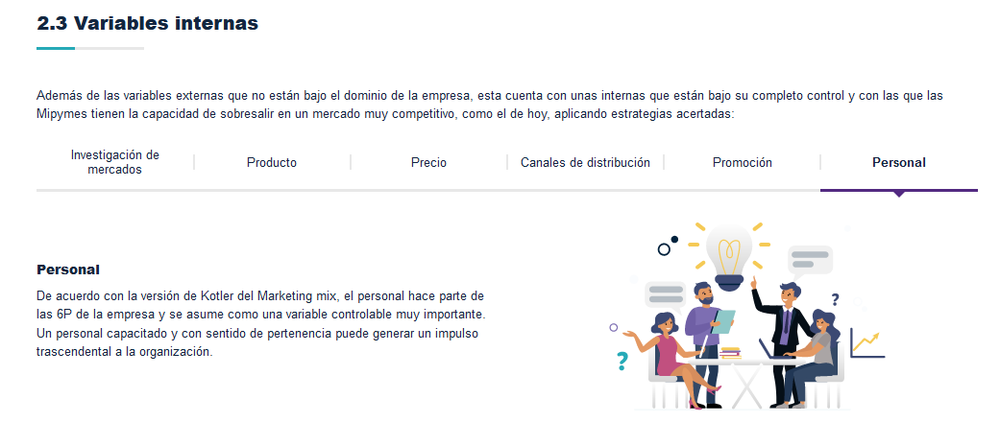 2.3 Variables internas
Además de las variables externas que no están bajo el dominio de la empresa, esta cuenta con unas internas que están bajo su completo control y con las que las
Mipymes tienen la capacidad de sobresalir en un mercado muy competitivo, como el de hoy, aplicando estrategias acertadas:
Investigación de
mercados
Producto
Precio
Canales de distribución
Promoción
Personal
Personal
De acuerdo con la versión de Kotler del Marketing mix, el personal hace parte de
las 6P de la empresa y se asume como una variable controlable muy importante.
Un personal capacitado y con sentido de pertenencia puede generar un impulso
trascendental a la organización.
?
?